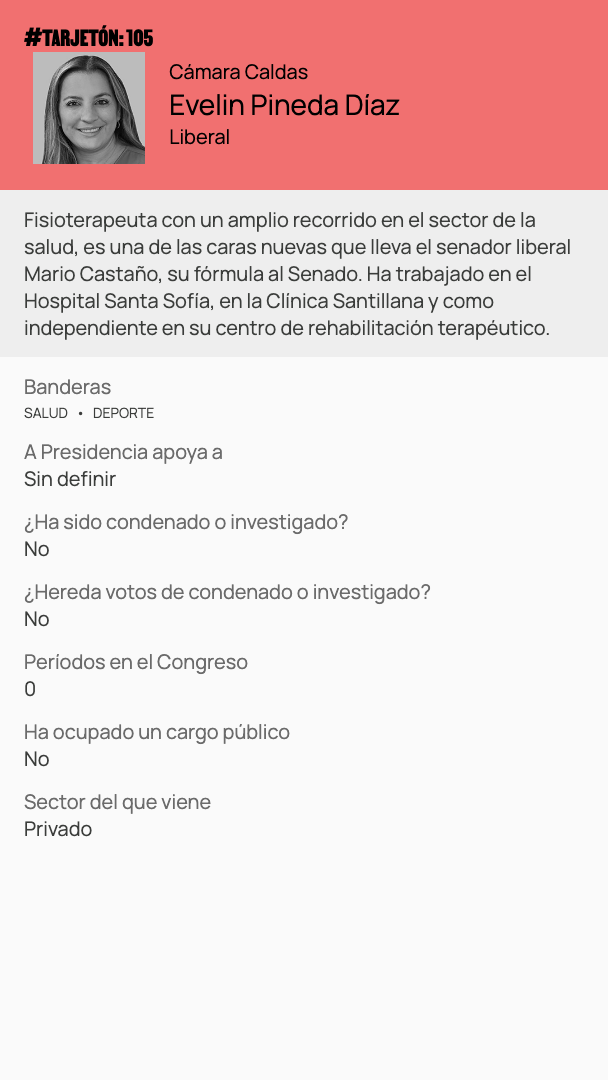 #TARJETÓN: 105
Cámara Caldas
Evelin Pineda Díaz
Liberal
Fisioterapeuta con un amplio recorrido en el sector de la
salud, es una de las caras nuevas que lleva el senador liberal
Mario Castaño, su fórmula al Senado. Ha trabajado en el
Hospital Santa Sofía, en la Clínica Santillana y como
independiente en su centro de rehabilitación terapéutico.
Banderas
SALUD • DEPORTE
A Presidencia apoya a
Sin definir
¿Ha sido condenado o investigado?
No
¿Hereda votos de condenado o investigado?
No
Períodos en el Congreso
0
Ha ocupado un cargo público
No
Sector del que viene
Privado